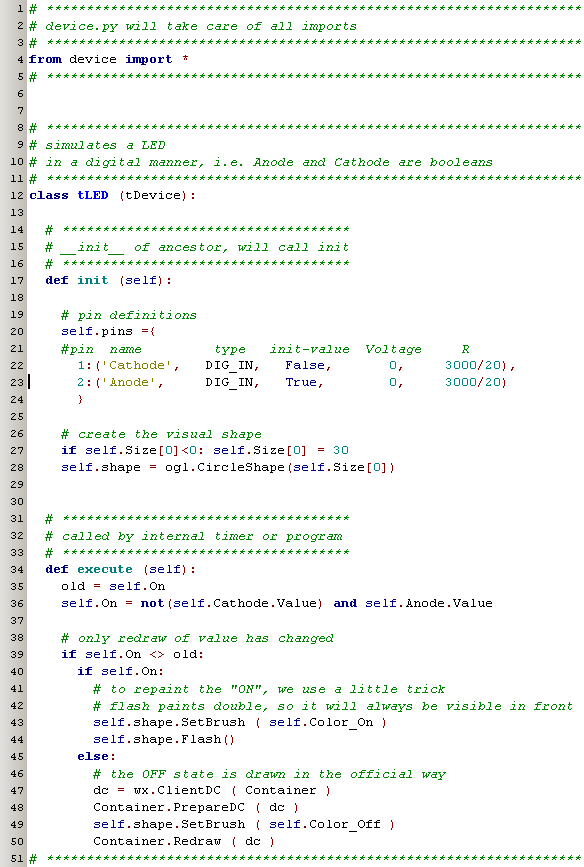 1 # *******************************************************************
2 # device.py will take care of all imports
3 # *******************************************************************
4 from device import *
5 # *******************************************************************
6
7
8 # *******************************************************************
9 # simulates a LED
10 # in a digital manner, i.e. Anode and Cathode are booleans
11 # *******************************************************************
12 class tLED (tDevice):
13
14   # ************************************
15   # __init__ of ancestor, will call init
16   # ************************************
17   def init (self):
18
19     # pin definitions
20     self.pins ={
21     #pin  name         type   init-value  Voltage     R
22       1:('Cathode',   DIG_IN,   False,       0,     3000/20),
23       2:('Anode',     DIG_IN,   True,        0,     3000/20)
24       }
25
26     # create the visual shape
27     if self.Size[0]<0: self.Size[0] = 30
28     self.shape = ogl.CircleShape(self.Size[0])
29
30
31   # ************************************
32   # called by internal timer or program
33   # ************************************
34   def execute (self):
35     old = self.On
36     self.On = not(self.Cathode.Value) and self.Anode.Value
37
38     # only redraw of value has changed
39     if self.On <> old:
40       if self.On:
41         # to repaint the "ON", we use a little trick
42         # flash paints double, so it will always be visible in front
43         self.shape.SetBrush ( self.Color_On )
44         self.shape.Flash()
45       else:
46         # the OFF state is drawn in the official way
47         dc = wx.ClientDC ( Container )
48         Container.PrepareDC ( dc )
49         self.shape.SetBrush ( self.Color_Off )
50         Container.Redraw ( dc )
51 # *******************************************************************